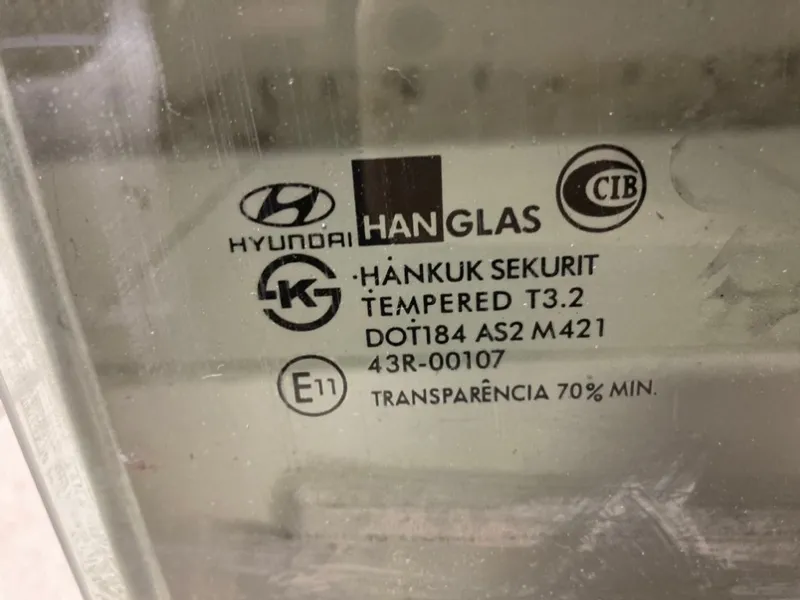 HYUNDAI
HANGLAS
CIB
K
HANKUK SEKURIT
TEMPERED T3.2
DOT184 AS2 M421
43R-00107
E11
TRANSPARÊNCIA 70% MIN.